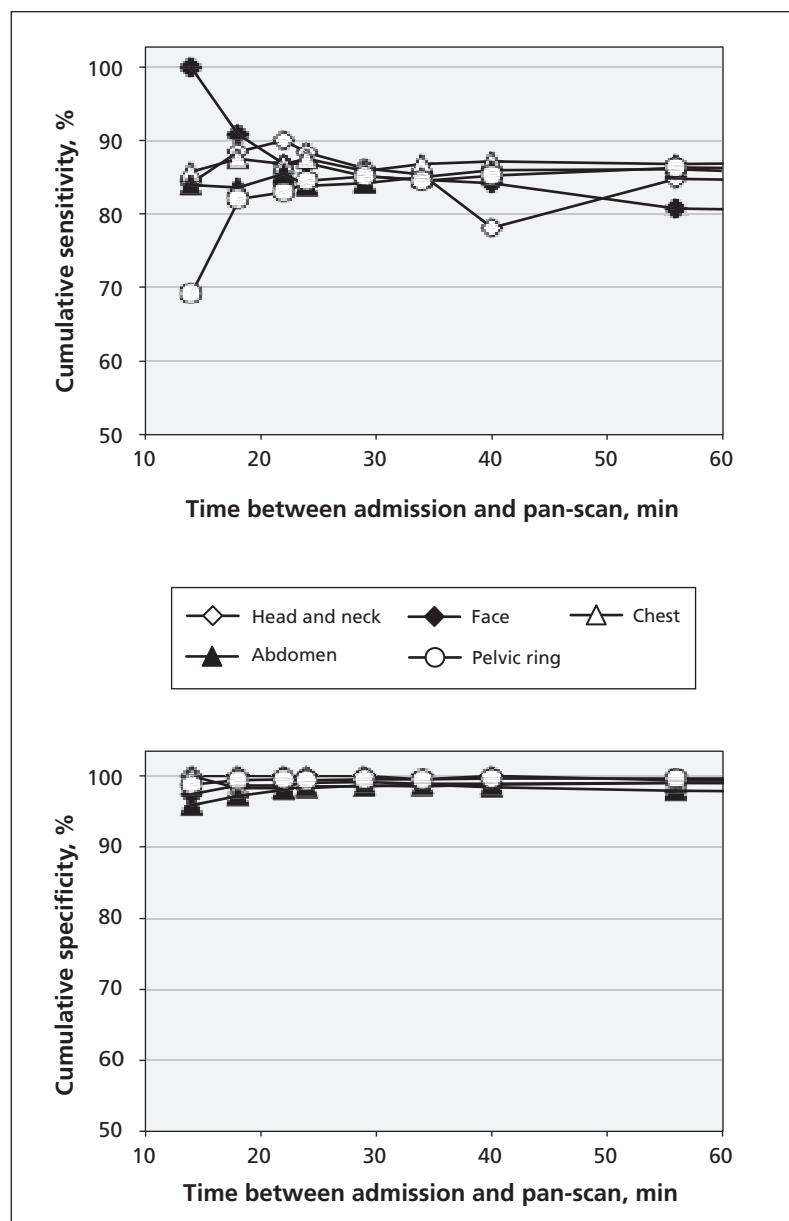 Cumulative sensitivity, %
100
90
80
70
60
50
10 20 30 40 50 60
Time between admission and pan-scan, min
Head and neck Face Chest
Abdomen Pelvic ring
Cumulative specificity, %
100
90
80
70
60
50
10 20 30 40 50 60
Time between admission and pan-scan, min